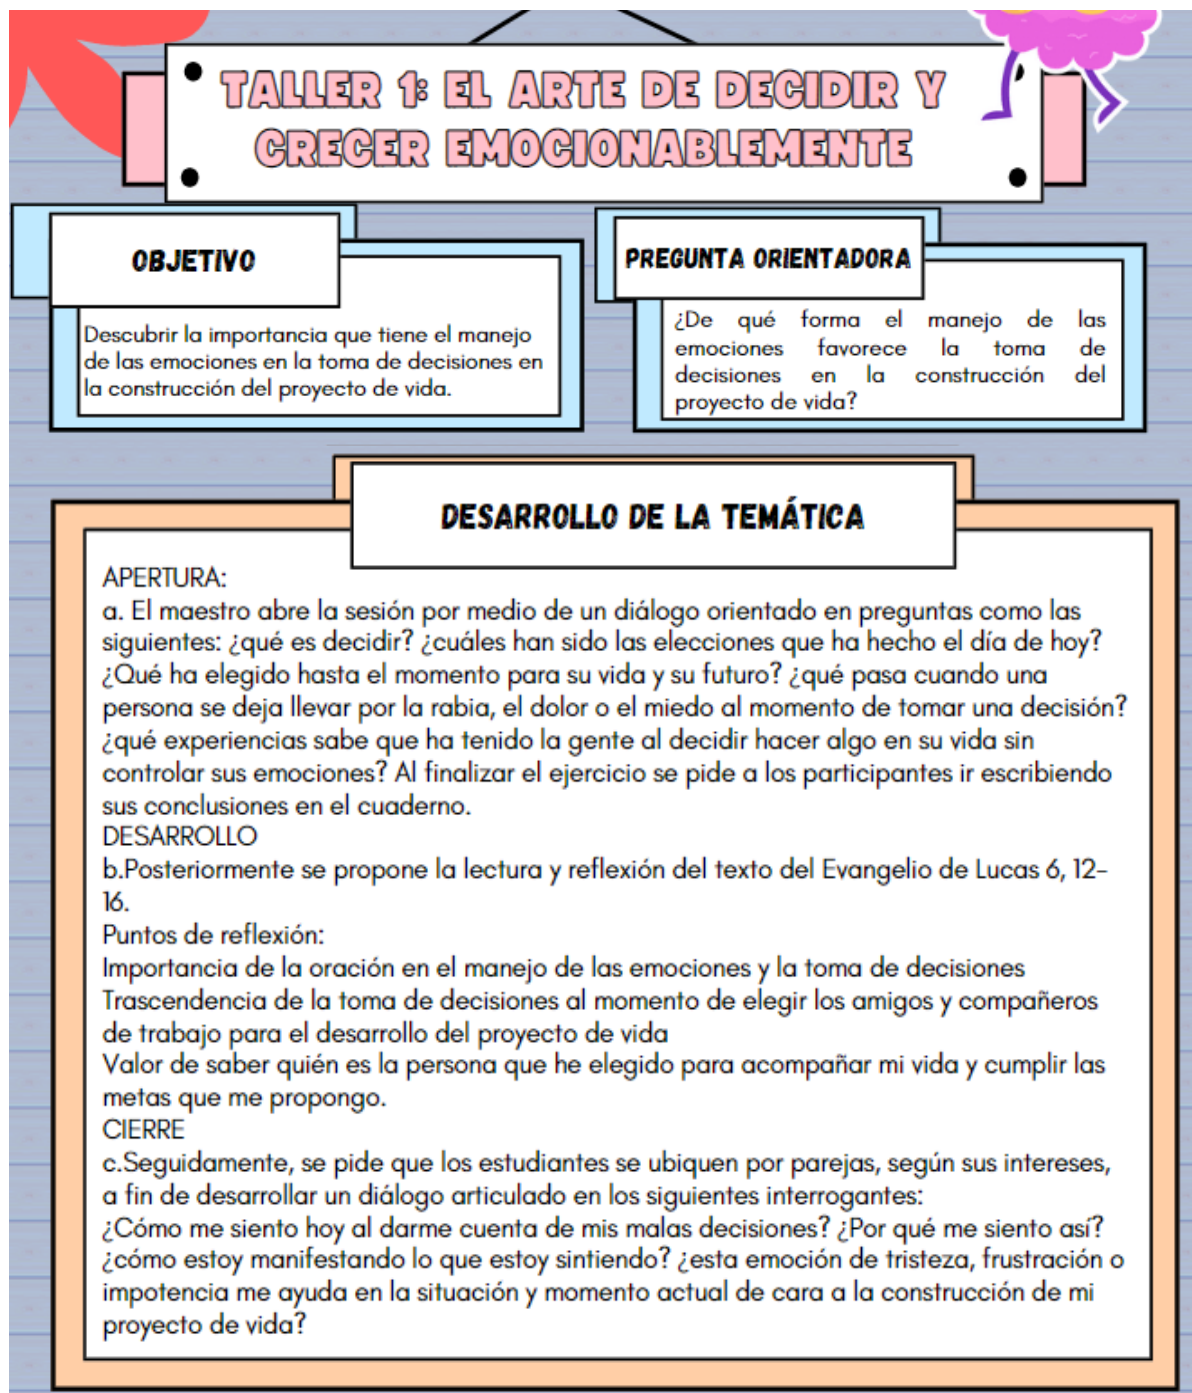 TALLER 1: EL ARTE DE DECIDIR Y
CRECER EMOCIONABLEMENTE
OBJETIVO
Descubrir la importancia que tiene el manejo
de las emociones en la toma de decisiones en
la construcción del proyecto de vida.
PREGUNTA ORIENTADORA
¿De qué forma el manejo de las
emociones favorece la toma de
decisiones en la construcción del
proyecto de vida?
DESARROLLO DE LA TEMÁTICA
APERTURA:
a. El maestro abre la sesión por medio de un diálogo orientado en preguntas como las
siguientes: ¿qué es decidir? ¿cuáles han sido las elecciones que ha hecho el día de hoy?
¿Qué ha elegido hasta el momento para su vida y su futuro? ¿qué pasa cuando una
persona se deja llevar por la rabia, el dolor o el miedo al momento de tomar una decisión?
¿qué experiencias sabe que ha tenido la gente al decidir hacer algo en su vida sin
controlar sus emociones? Al finalizar el ejercicio se pide a los participantes ir escribiendo
sus conclusiones en el cuaderno.
DESARROLLO
b.Posteriormente se propone la lectura y reflexión del texto del Evangelio de Lucas 6, 12-
16.
Puntos de reflexión:
Importancia de la oración en el manejo de las emociones y la toma de decisiones
Trascendencia de la toma de decisiones al momento de elegir los amigos y compañeros
de trabajo para el desarrollo del proyecto de vida
Valor de saber quién es la persona que he elegido para acompañar mi vida y cumplir las
metas que me propongo.
CIERRE
c.Seguidamente, se pide que los estudiantes se ubiquen por parejas, según sus intereses,
a fin de desarrollar un diálogo articulado en los siguientes interrogantes:
¿Cómo me siento hoy al darme cuenta de mis malas decisiones? ¿Por qué me siento así?
¿cómo estoy manifestando lo que estoy sintiendo? ¿esta emoción de tristeza, frustración o
impotencia me ayuda en la situación y momento actual de cara a la construcción de mi
proyecto de vida?